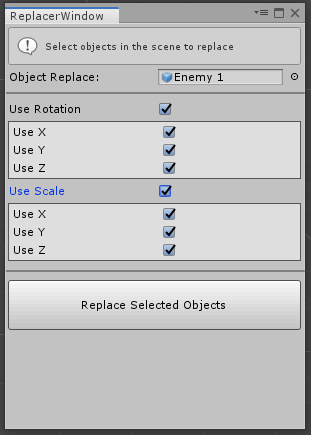 ReplacerWindow
Select objects in the scene to replace
Object Replace: Enemy 1
Use Rotation
Use X
Use Y
Use Z
Use Scale
Use X
Use Y
Use Z
Replace Selected Objects